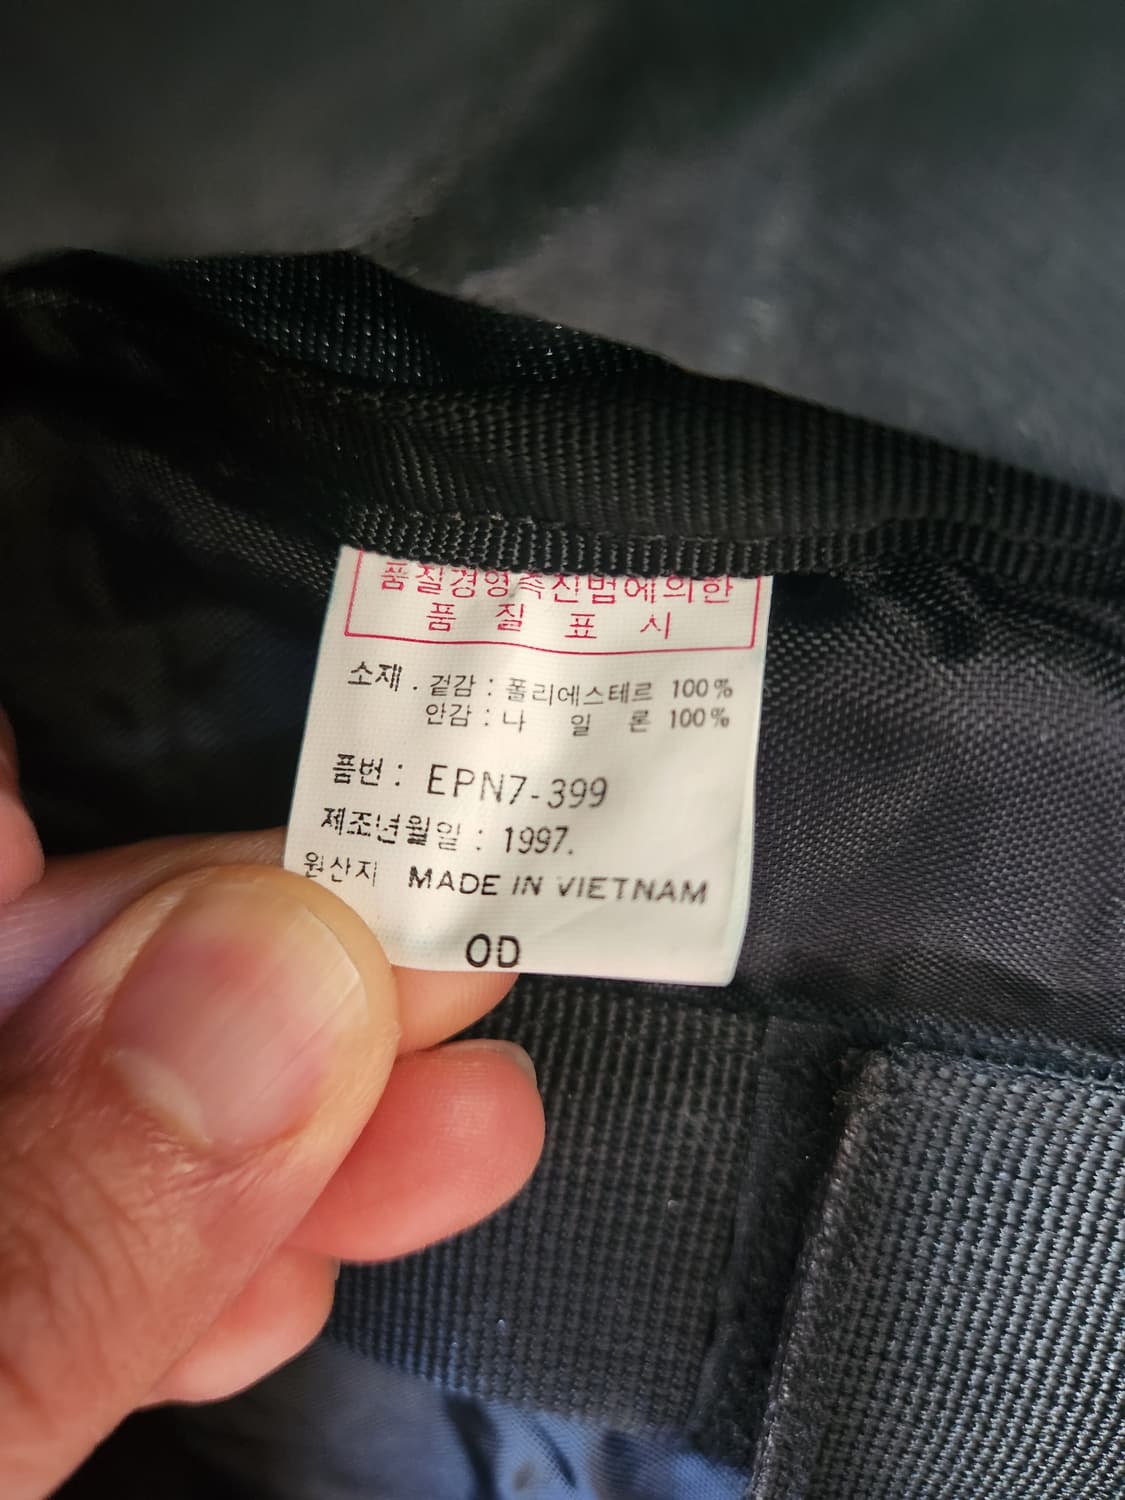 품질경영촉진법에의한
품 질 표 시
소재 . 겉감 : 폴리에스테르 100%
안감 : 나 일 론 100%
품번 : EPN7-399
제조년월일 : 1997.
원산지 MADE IN VIETNAM
OD